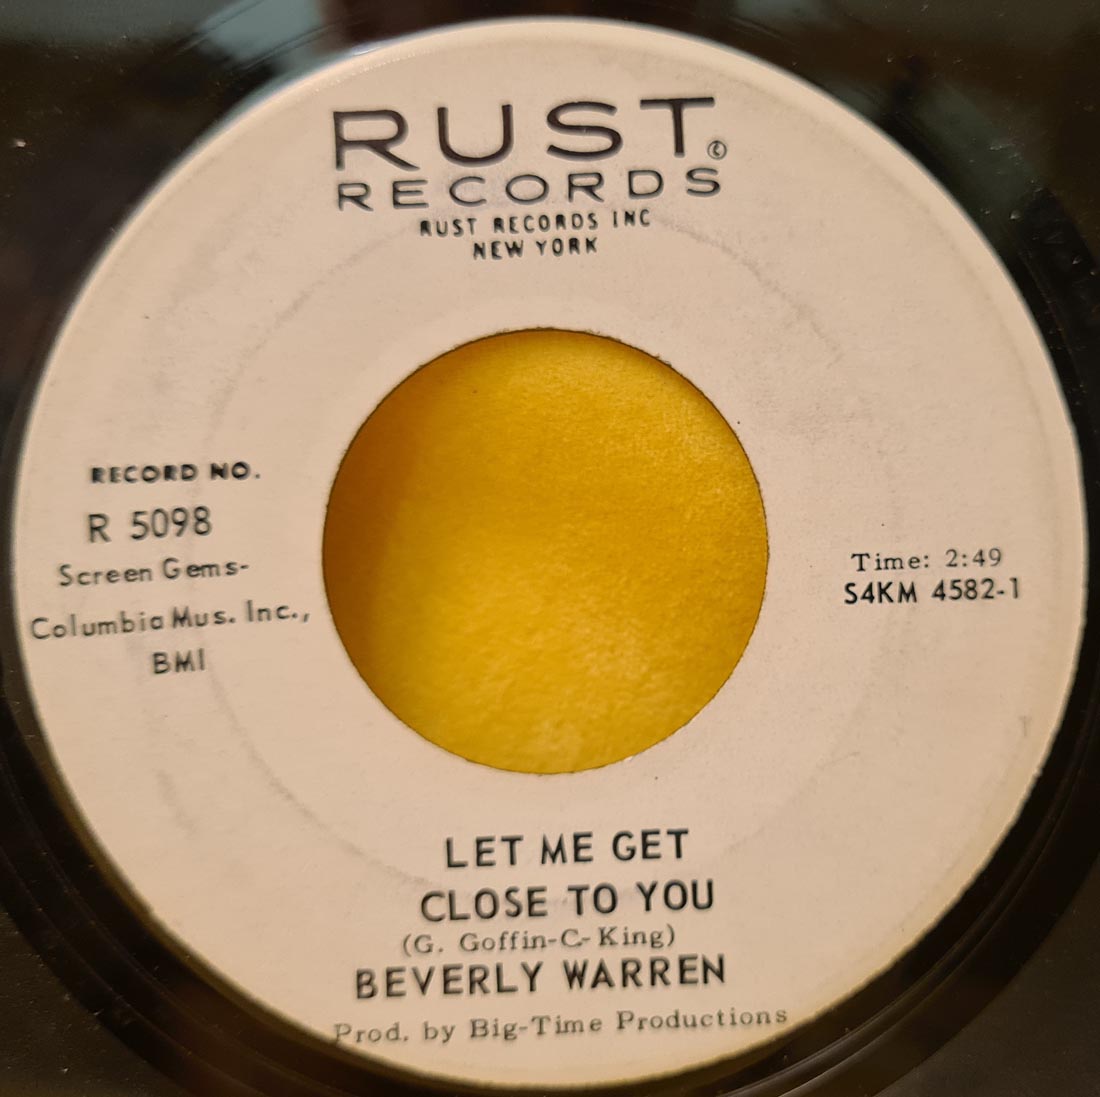 RUST ©
RECORDS
RUST RECORDS INC
NEW YORK
RECORD NO.
R 5098
Screen Gems-
Columbia Mus. Inc.,
BMI
Time: 2:49
S4KM 4582-1
LET ME GET
CLOSE TO YOU
(G. Goffin-C- King)
BEVERLY WARREN
Prod. by Big-Time Productions